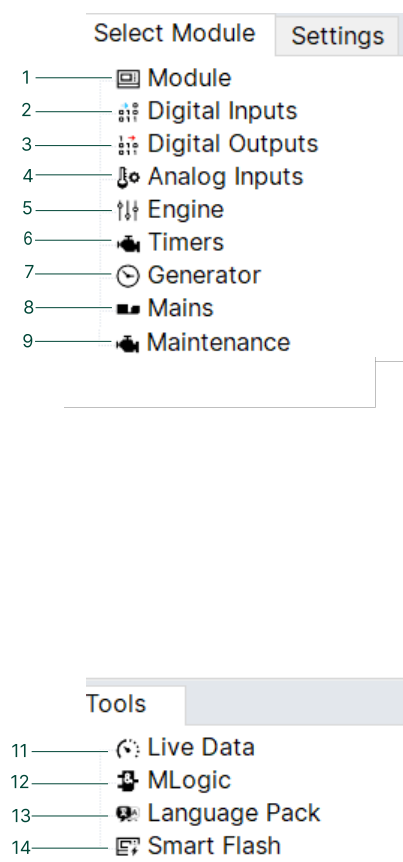 Select Module Settings
1 Module
2 Digital Inputs
3 Digital Outputs
4 Analog Inputs
5 Engine
6 Timers
7 Generator
8 Mains
9 Maintenance
Tools
11 Live Data
12 MLogic
13 Language Pack
14 Smart Flash